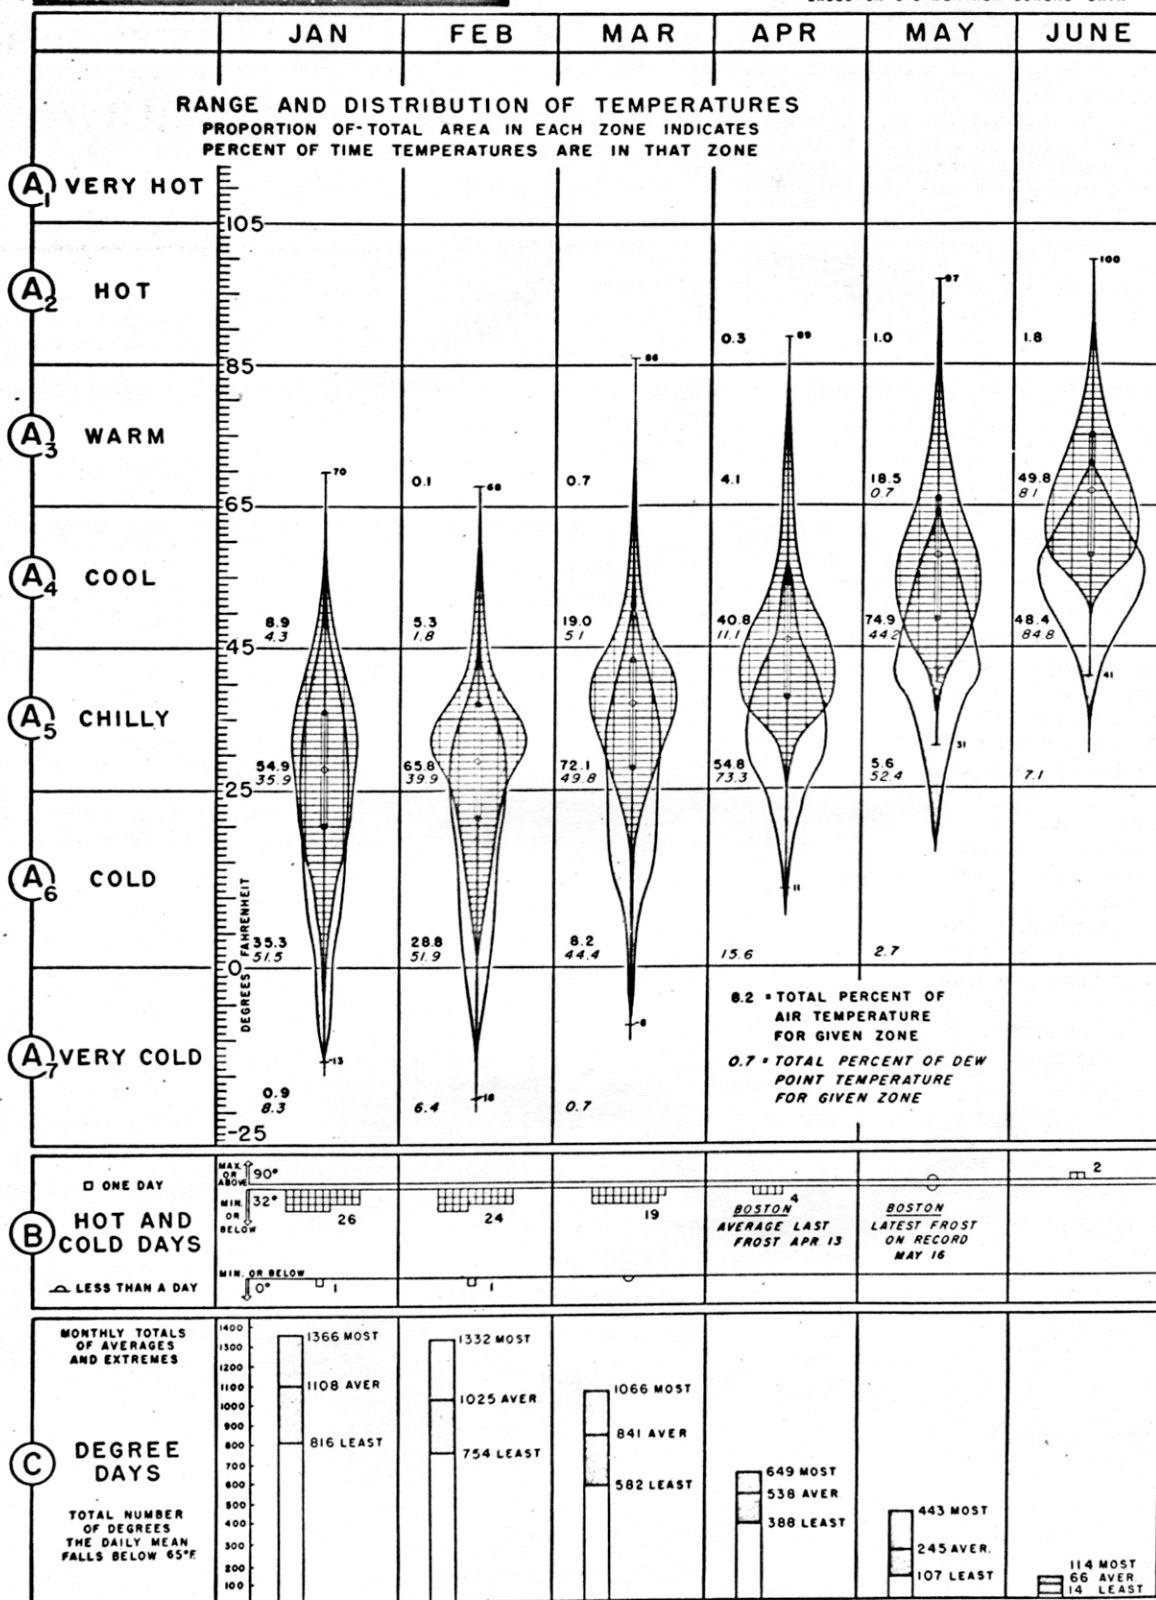 JAN FEB MAR APR MAY JUNE
RANGE AND DISTRIBUTION OF TEMPERATURES
PROPORTION OF TOTAL AREA IN EACH ZONE INDICATES
PERCENT OF TIME TEMPERATURES ARE IN THAT ZONE
A1 VERY HOT
105
100
97
A2 HOT
0.3 89 1.0 1.8
85
86
A3 WARM
70 0.1 68 0.7 4.1 18.5 49.8
0.7 8.1
65
A4 COOL
8.9 5.3 19.0 40.8 74.9 48.4
4.3 1.8 5.1 11.1 44.2 84.8
45
41
A5 CHILLY
31
54.9 65.8 72.1 54.8 5.6
35.9 39.9 49.8 73.3 52.4 7.1
25
A6 COLD
11
DEGREES FAHRENHEIT
35.3 28.8 8.2
51.5 51.9 44.4 15.6 2.7
0
8.2 = TOTAL PERCENT OF
AIR TEMPERATURE
FOR GIVEN ZONE
0.7 = TOTAL PERCENT OF DEW
POINT TEMPERATURE
FOR GIVEN ZONE
-8
A7 VERY COLD
-13
-18
0.9
8.3 6.4 0.7
-25
B
□ ONE DAY
HOT AND
COLD DAYS
LESS THAN A DAY
MAX.
OR
ABOVE
90°
MIN.
OR
BELOW
32°
26 24 19 4 2
BOSTON
AVERAGE LAST
FROST APR. 13
BOSTON
LATEST FROST
ON RECORD
MAY 16
MIN. OR BELOW
0°
1 1
C
MONTHLY TOTALS
OF AVERAGES
AND EXTREMES
DEGREE
DAYS
TOTAL NUMBER
OF DEGREES
THE DAILY MEAN
FALLS BELOW 65°F.
1400
1300
1200
1100
1000
900
800
700
600
500
400
300
200
100
1366 MOST
1108 AVER
816 LEAST
1332 MOST
1025 AVER.
754 LEAST
1066 MOST
841 AVER
582 LEAST
649 MOST
538 AVER.
388 LEAST
443 MOST
245 AVER.
107 LEAST
114 MOST
66 AVER.
14 LEAST